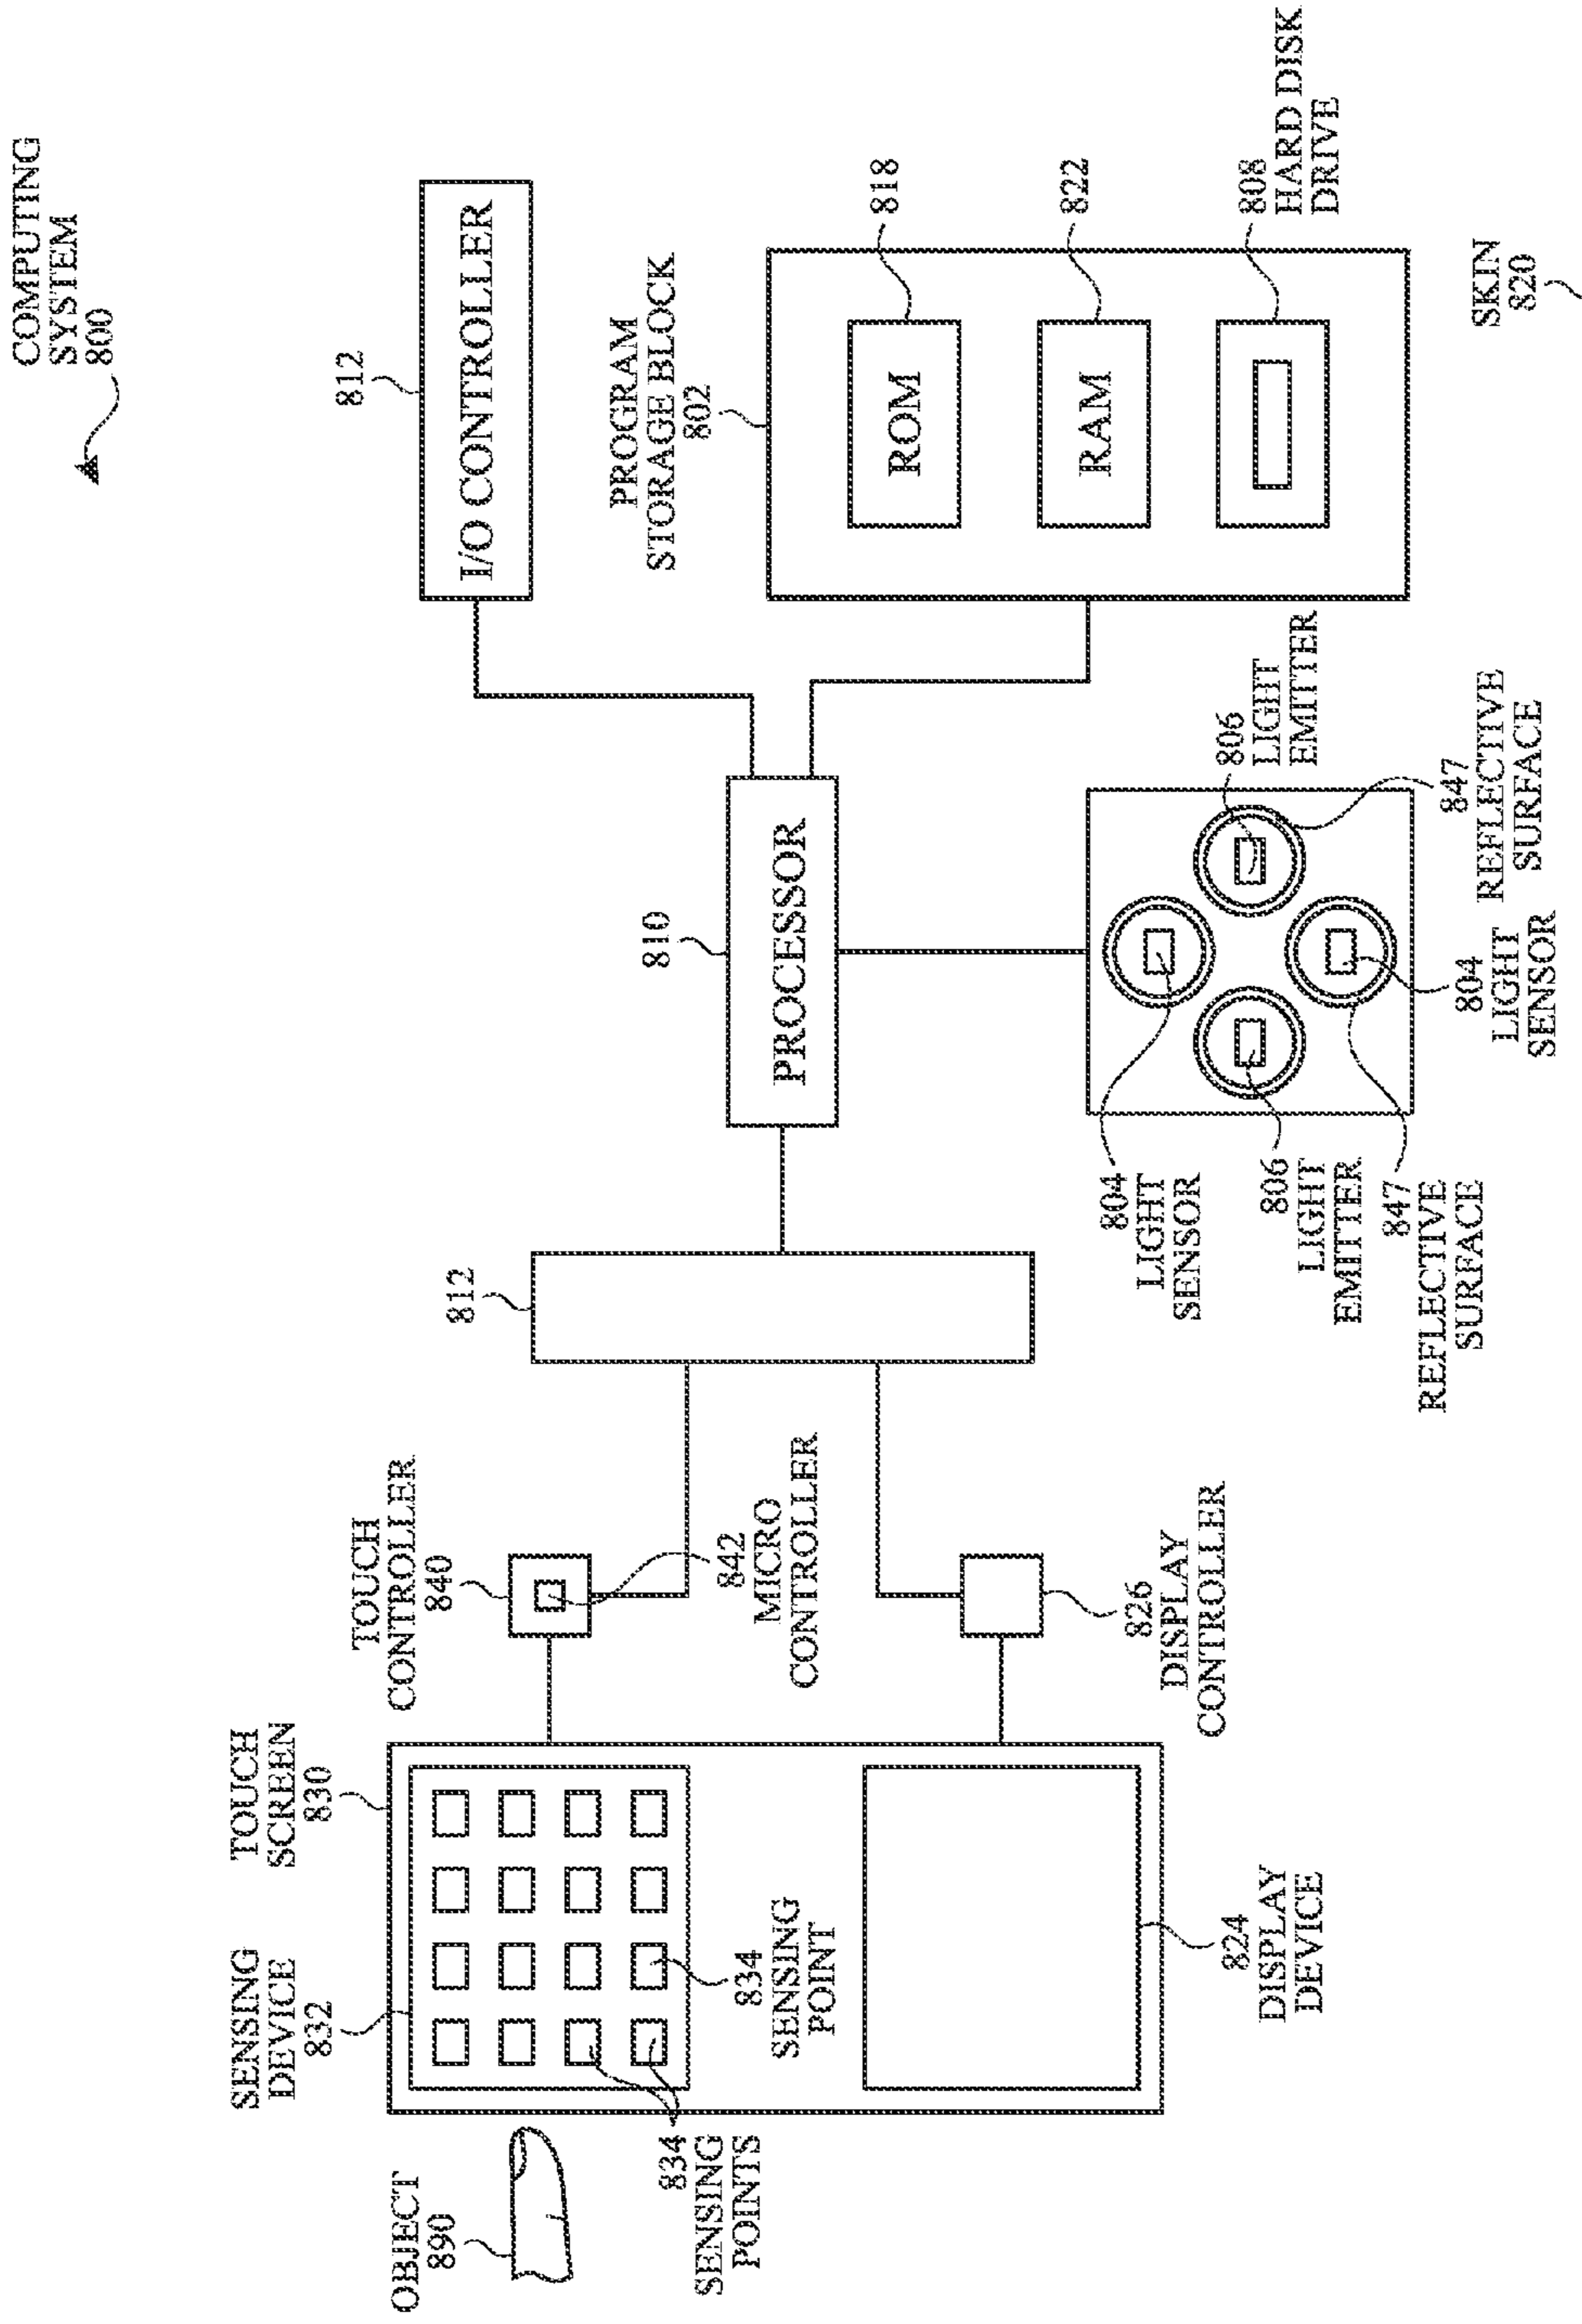 COMPUTING
SYSTEM
800
812
I/O CONTROLLER
PROGRAM
STORAGE BLOCK
802
ROM
818
RAM
822
808
HARD DISK
DRIVE
SKIN
820
810
PROCESSOR
806
LIGHT
EMITTER
847
REFLECTIVE
SURFACE
804
LIGHT
SENSOR
804
LIGHT
SENSOR
806
LIGHT
EMITTER
847
REFLECTIVE
SURFACE
812
TOUCH
CONTROLLER
840
842
MICRO
CONTROLLER
826
DISPLAY
CONTROLLER
TOUCH
SCREEN
830
SENSING
DEVICE
832
834
SENSING
POINT
824
DISPLAY
DEVICE
834
SENSING
POINTS
OBJECT
890